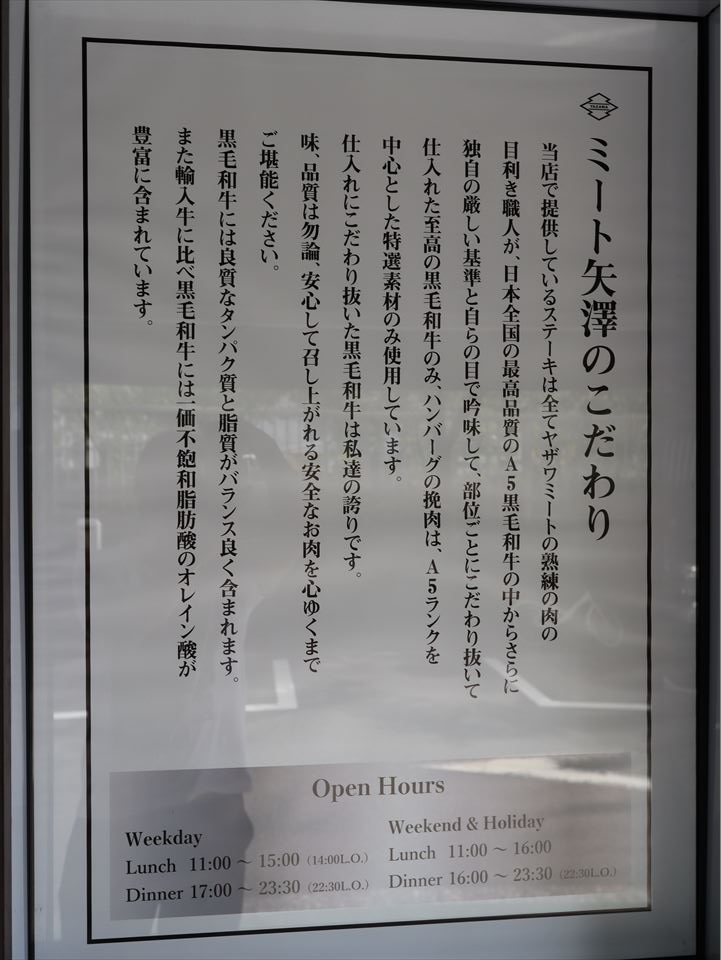 YAZAWA
ミート矢澤のこだわり
当店で提供しているステーキは全てヤザワミートの熟練の肉の
目利き職人が、日本全国の最高品質のA5黒毛和牛の中からさらに
独自の厳しい基準と自らの目で吟味して、部位ごとにこだわり抜いて
仕入れた至高の黒毛和牛のみ、ハンバーグの挽肉は、A5ランクを
中心とした特選素材のみ使用しています。
仕入れにこだわり抜いた黒毛和牛は私達の誇りです。
味、品質は勿論、安心して召し上がれる安全なお肉を心ゆくまで
ご堪能ください。
黒毛和牛には良質なタンパク質と脂質がバランス良く含まれます。
また輸入牛に比べ黒毛和牛には一価不飽和脂肪酸のオレイン酸が
豊富に含まれています。
Open Hours
Weekday
Lunch 11:00 〜 15:00 (14:00L.O.)
Dinner 17:00 〜 23:30 (22:30L.O.)
Weekend & Holiday
Lunch 11:00 〜 16:00
Dinner 16:00 〜 23:30 (22:30L.O.)